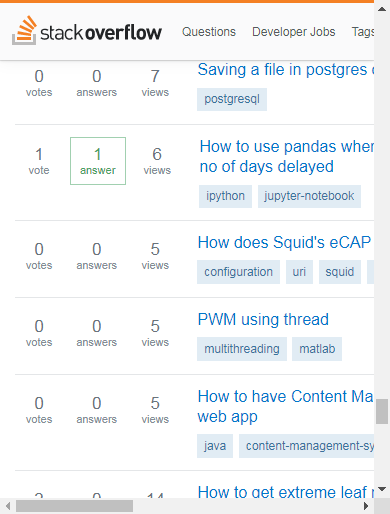 stackoverflow Questions Developer Jobs Tags
0 0 7 Saving a file in postgres
votes answers views
postgresql
1 1 6 How to use pandas when
vote answer views no of days delayed
ipython jupyter-notebook
0 0 5 How does Squid's eCAP
votes answers views
configuration uri squid
0 0 5 PWM using thread
votes answers views
multithreading matlab
0 0 5 How to have Content Ma
votes answers views web app
java content-management-sy
2 0 14 How to get extreme leaf